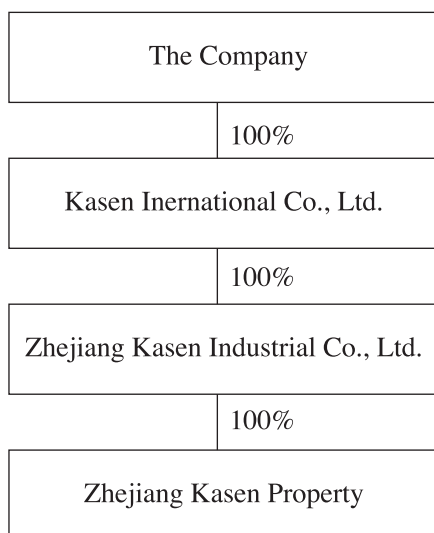 The Company
100%
Kasen Inernational Co., Ltd.
100%
Zhejiang Kasen Industrial Co., Ltd.
100%
Zhejiang Kasen Property